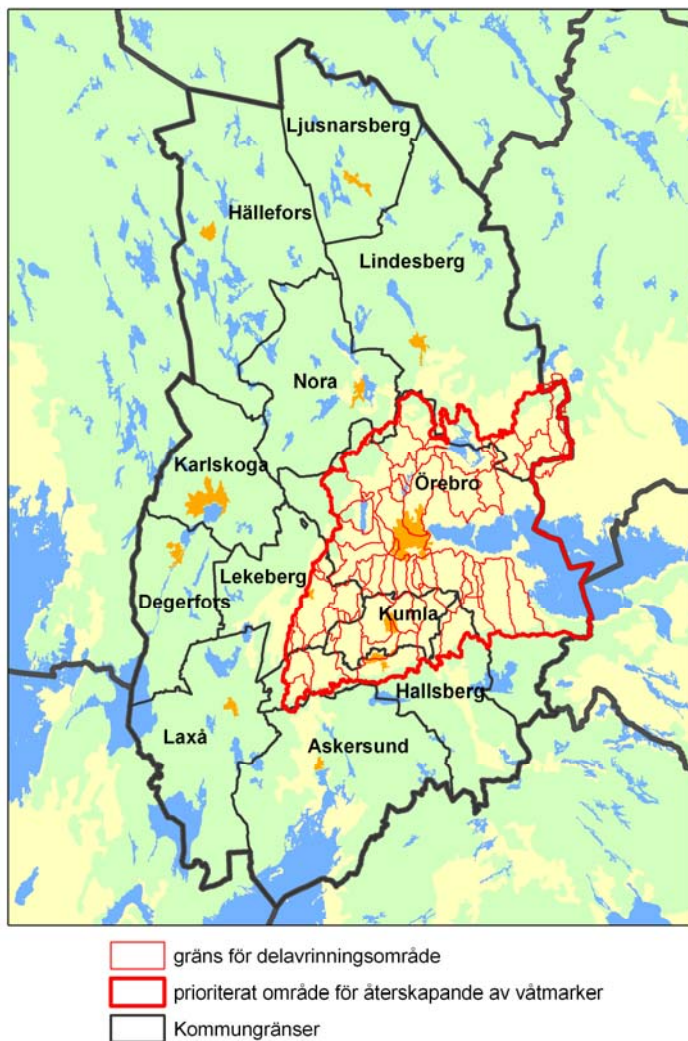 Ljusnarsberg
Hällefors
Lindesberg
Nora
Karlskoga
Örebro
Lekeberg
Degerfors
Kumla
Hallsberg
Laxå
Askersund
gräns för delavrinningsområde
prioriterat område för återskapande av våtmarker
Kommungränser